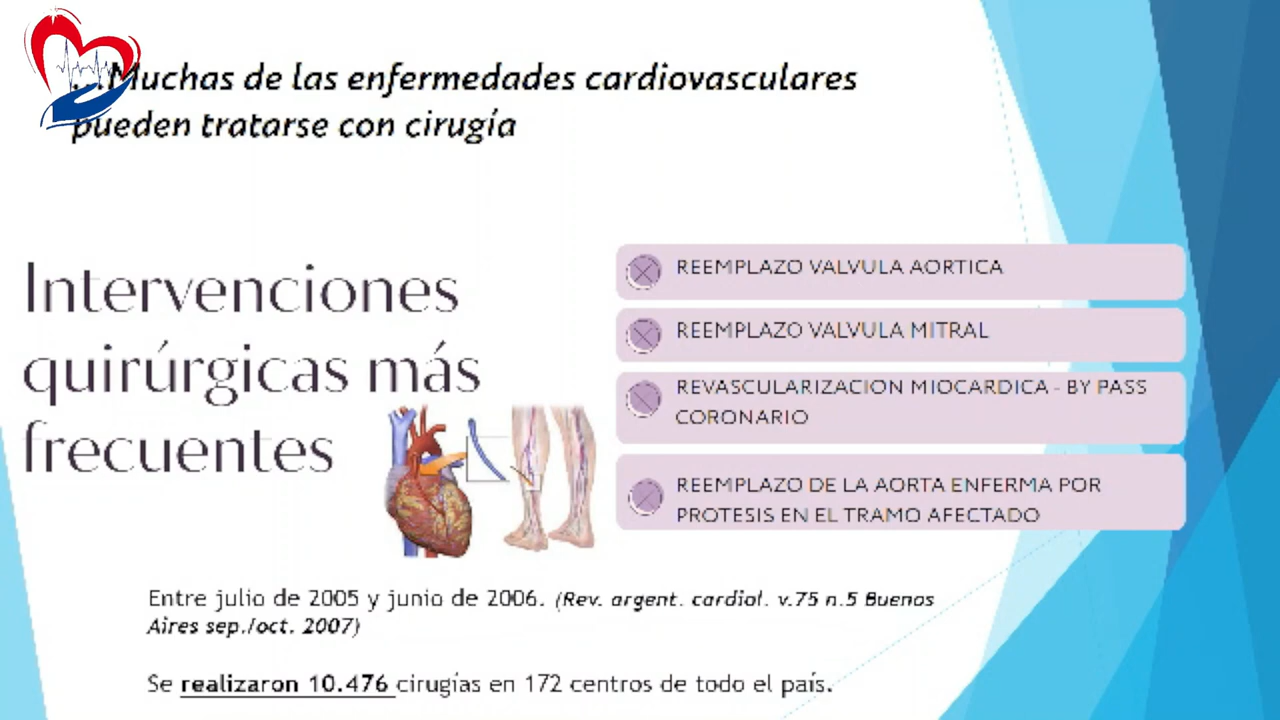 ...Muchas de las enfermedades cardiovasculares
pueden tratarse con cirugía
Intervenciones
quirúrgicas más
frecuentes
REEMPLAZO VALVULA AORTICA
REEMPLAZO VALVULA MITRAL
REVASCULARIZACION MIOCARDICA - BY PASS
CORONARIO
REEMPLAZO DE LA AORTA ENFERMA POR
PROTESIS EN EL TRAMO AFECTADO
Entre julio de 2005 y junio de 2006. (Rev. argent. cardiol. v.75 n.5 Buenos
Aires sep./oct. 2007)
Se realizaron 10.476 cirugías en 172 centros de todo el país.